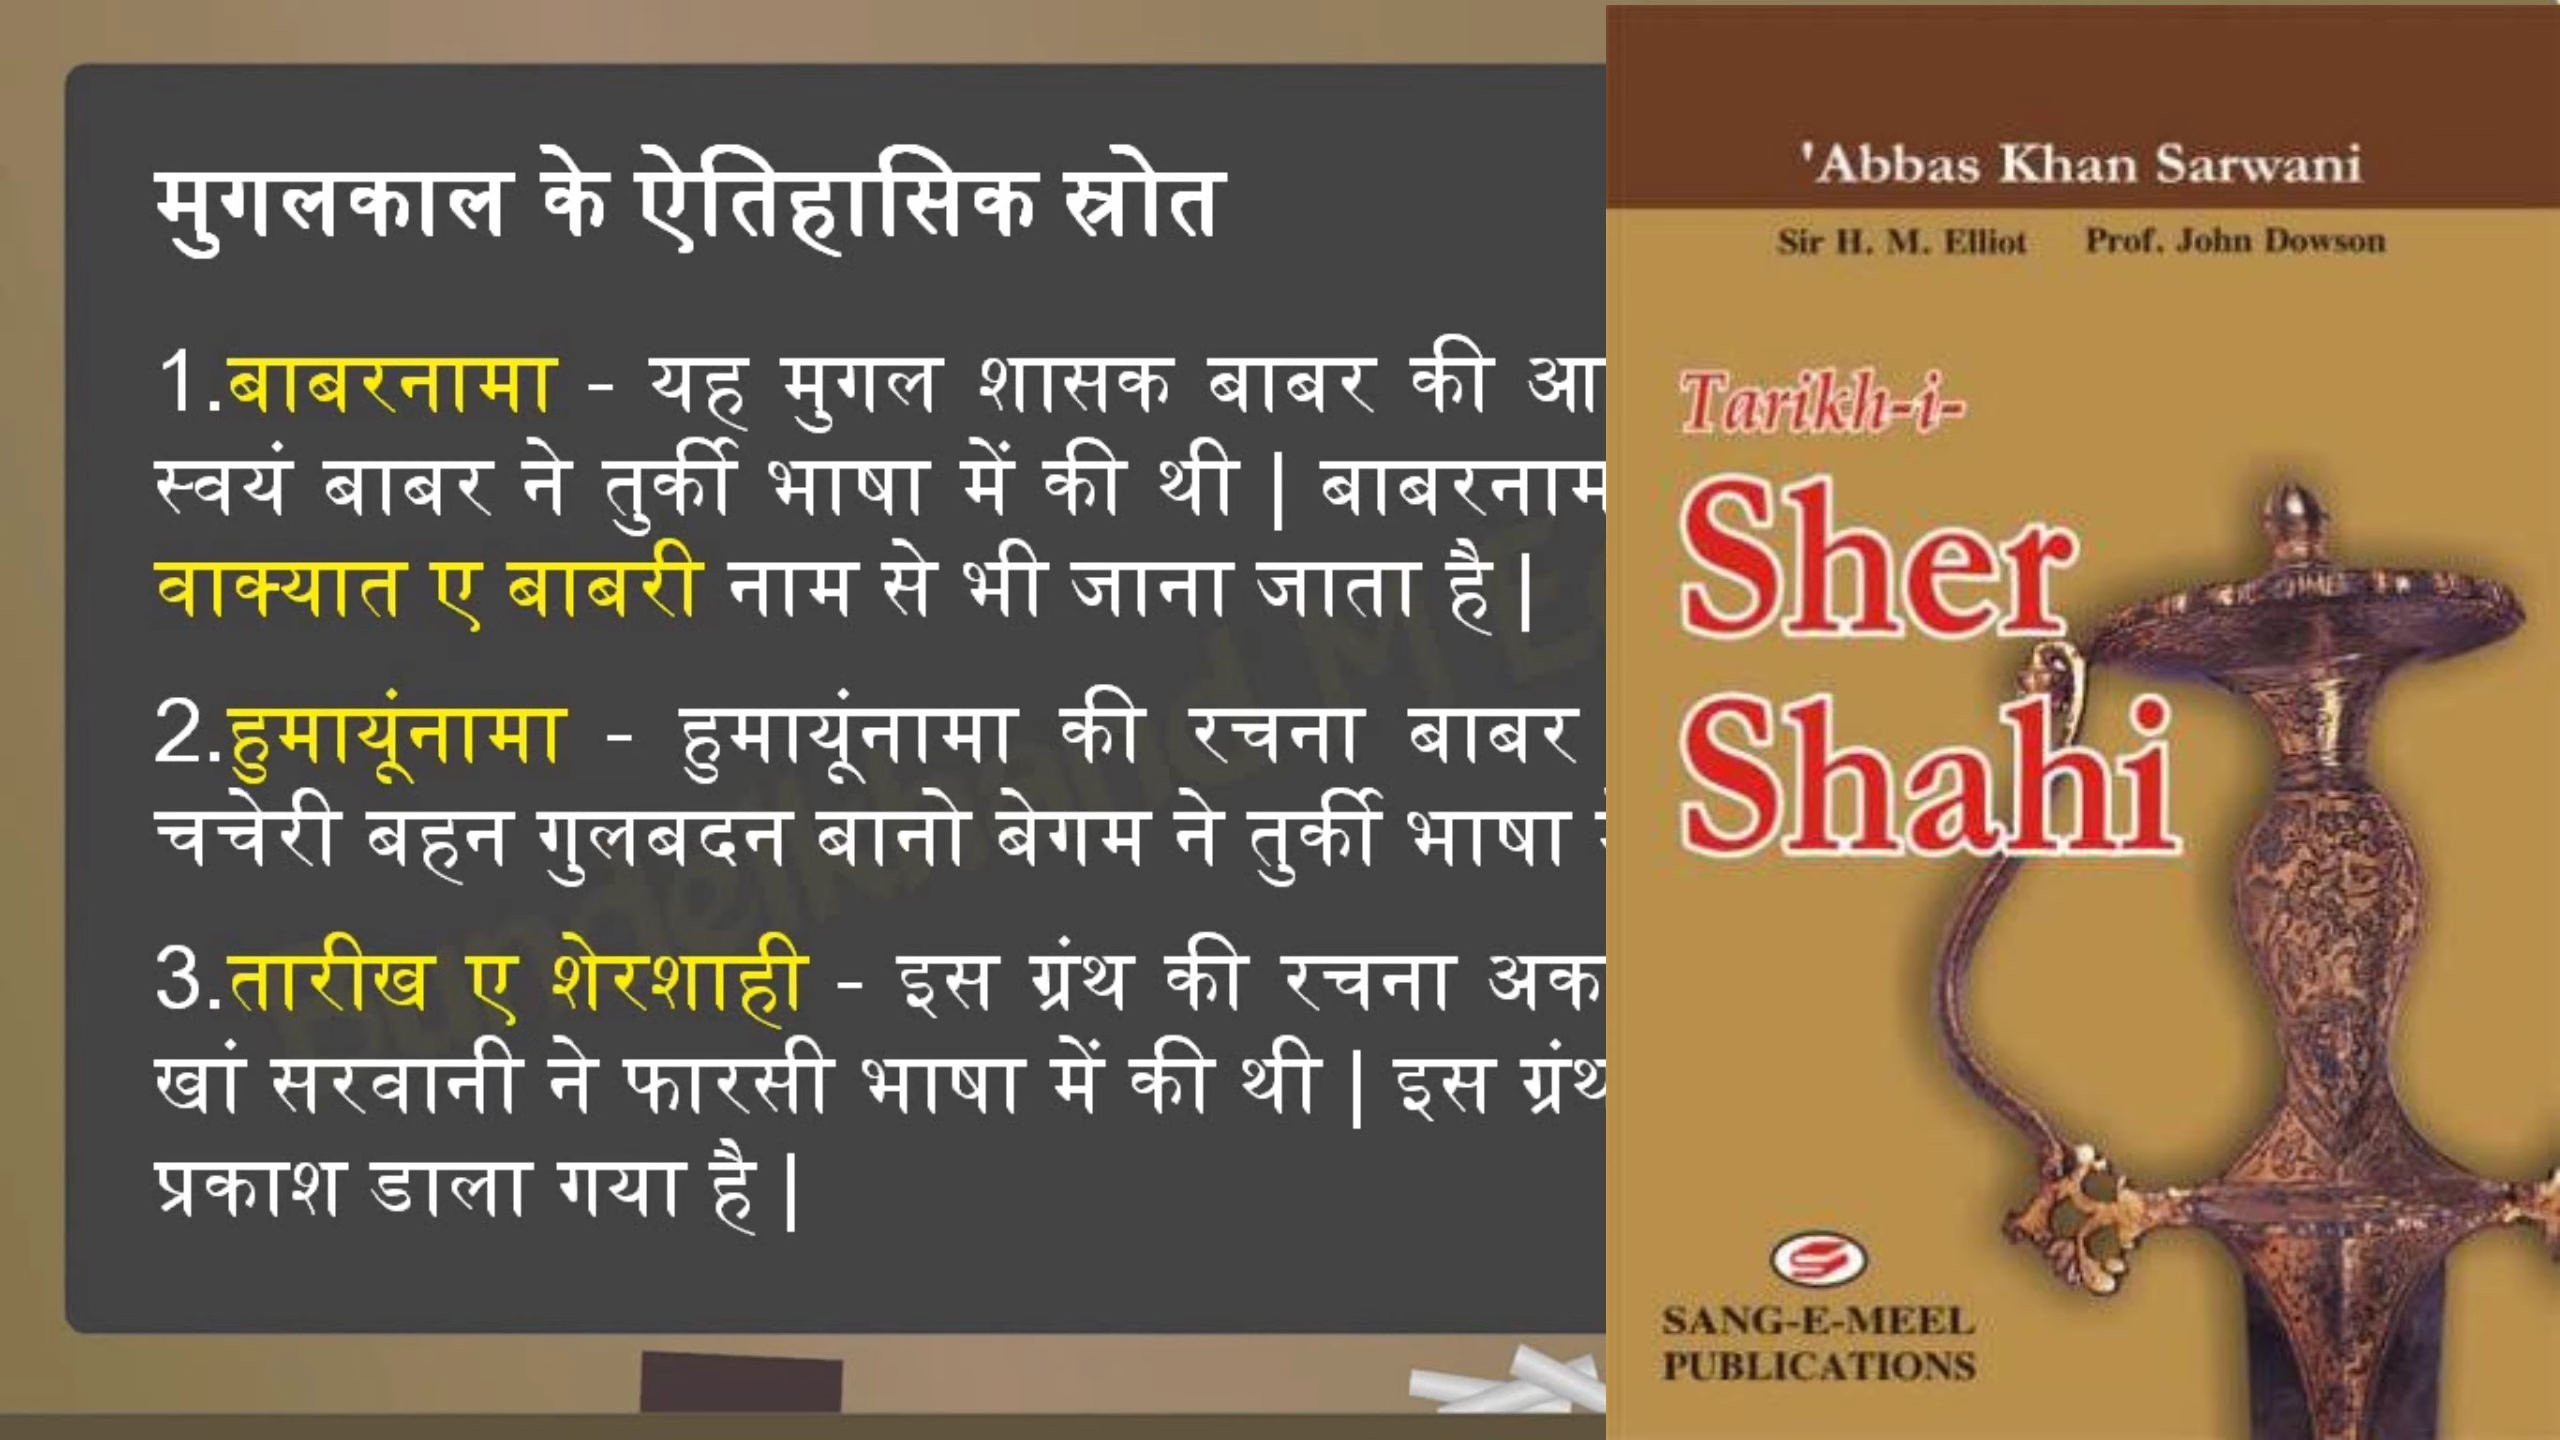 मुगलकाल के ऐतिहासिक स्रोत
1.बाबरनामा - यह मुगल शासक बाबर की आ
स्वयं बाबर ने तुर्की भाषा में की थी | बाबरनाम
वाक्यात ए बाबरी नाम से भी जाना जाता है |
2.हुमायूंनामा - हुमायूंनामा की रचना बाबर
चचेरी बहन गुलबदन बानो बेगम ने तुर्की भाषा
3.तारीख ए शेरशाही - इस ग्रंथ की रचना अक
खां सरवानी ने फारसी भाषा में की थी | इस ग्रंथ
प्रकाश डाला गया है |
'Abbas Khan Sarwani
Sir H. M. Elliot Prof. John Dowson
Tarikh-i-
Sher
Shahi
SANG-E-MEEL
PUBLICATIONS